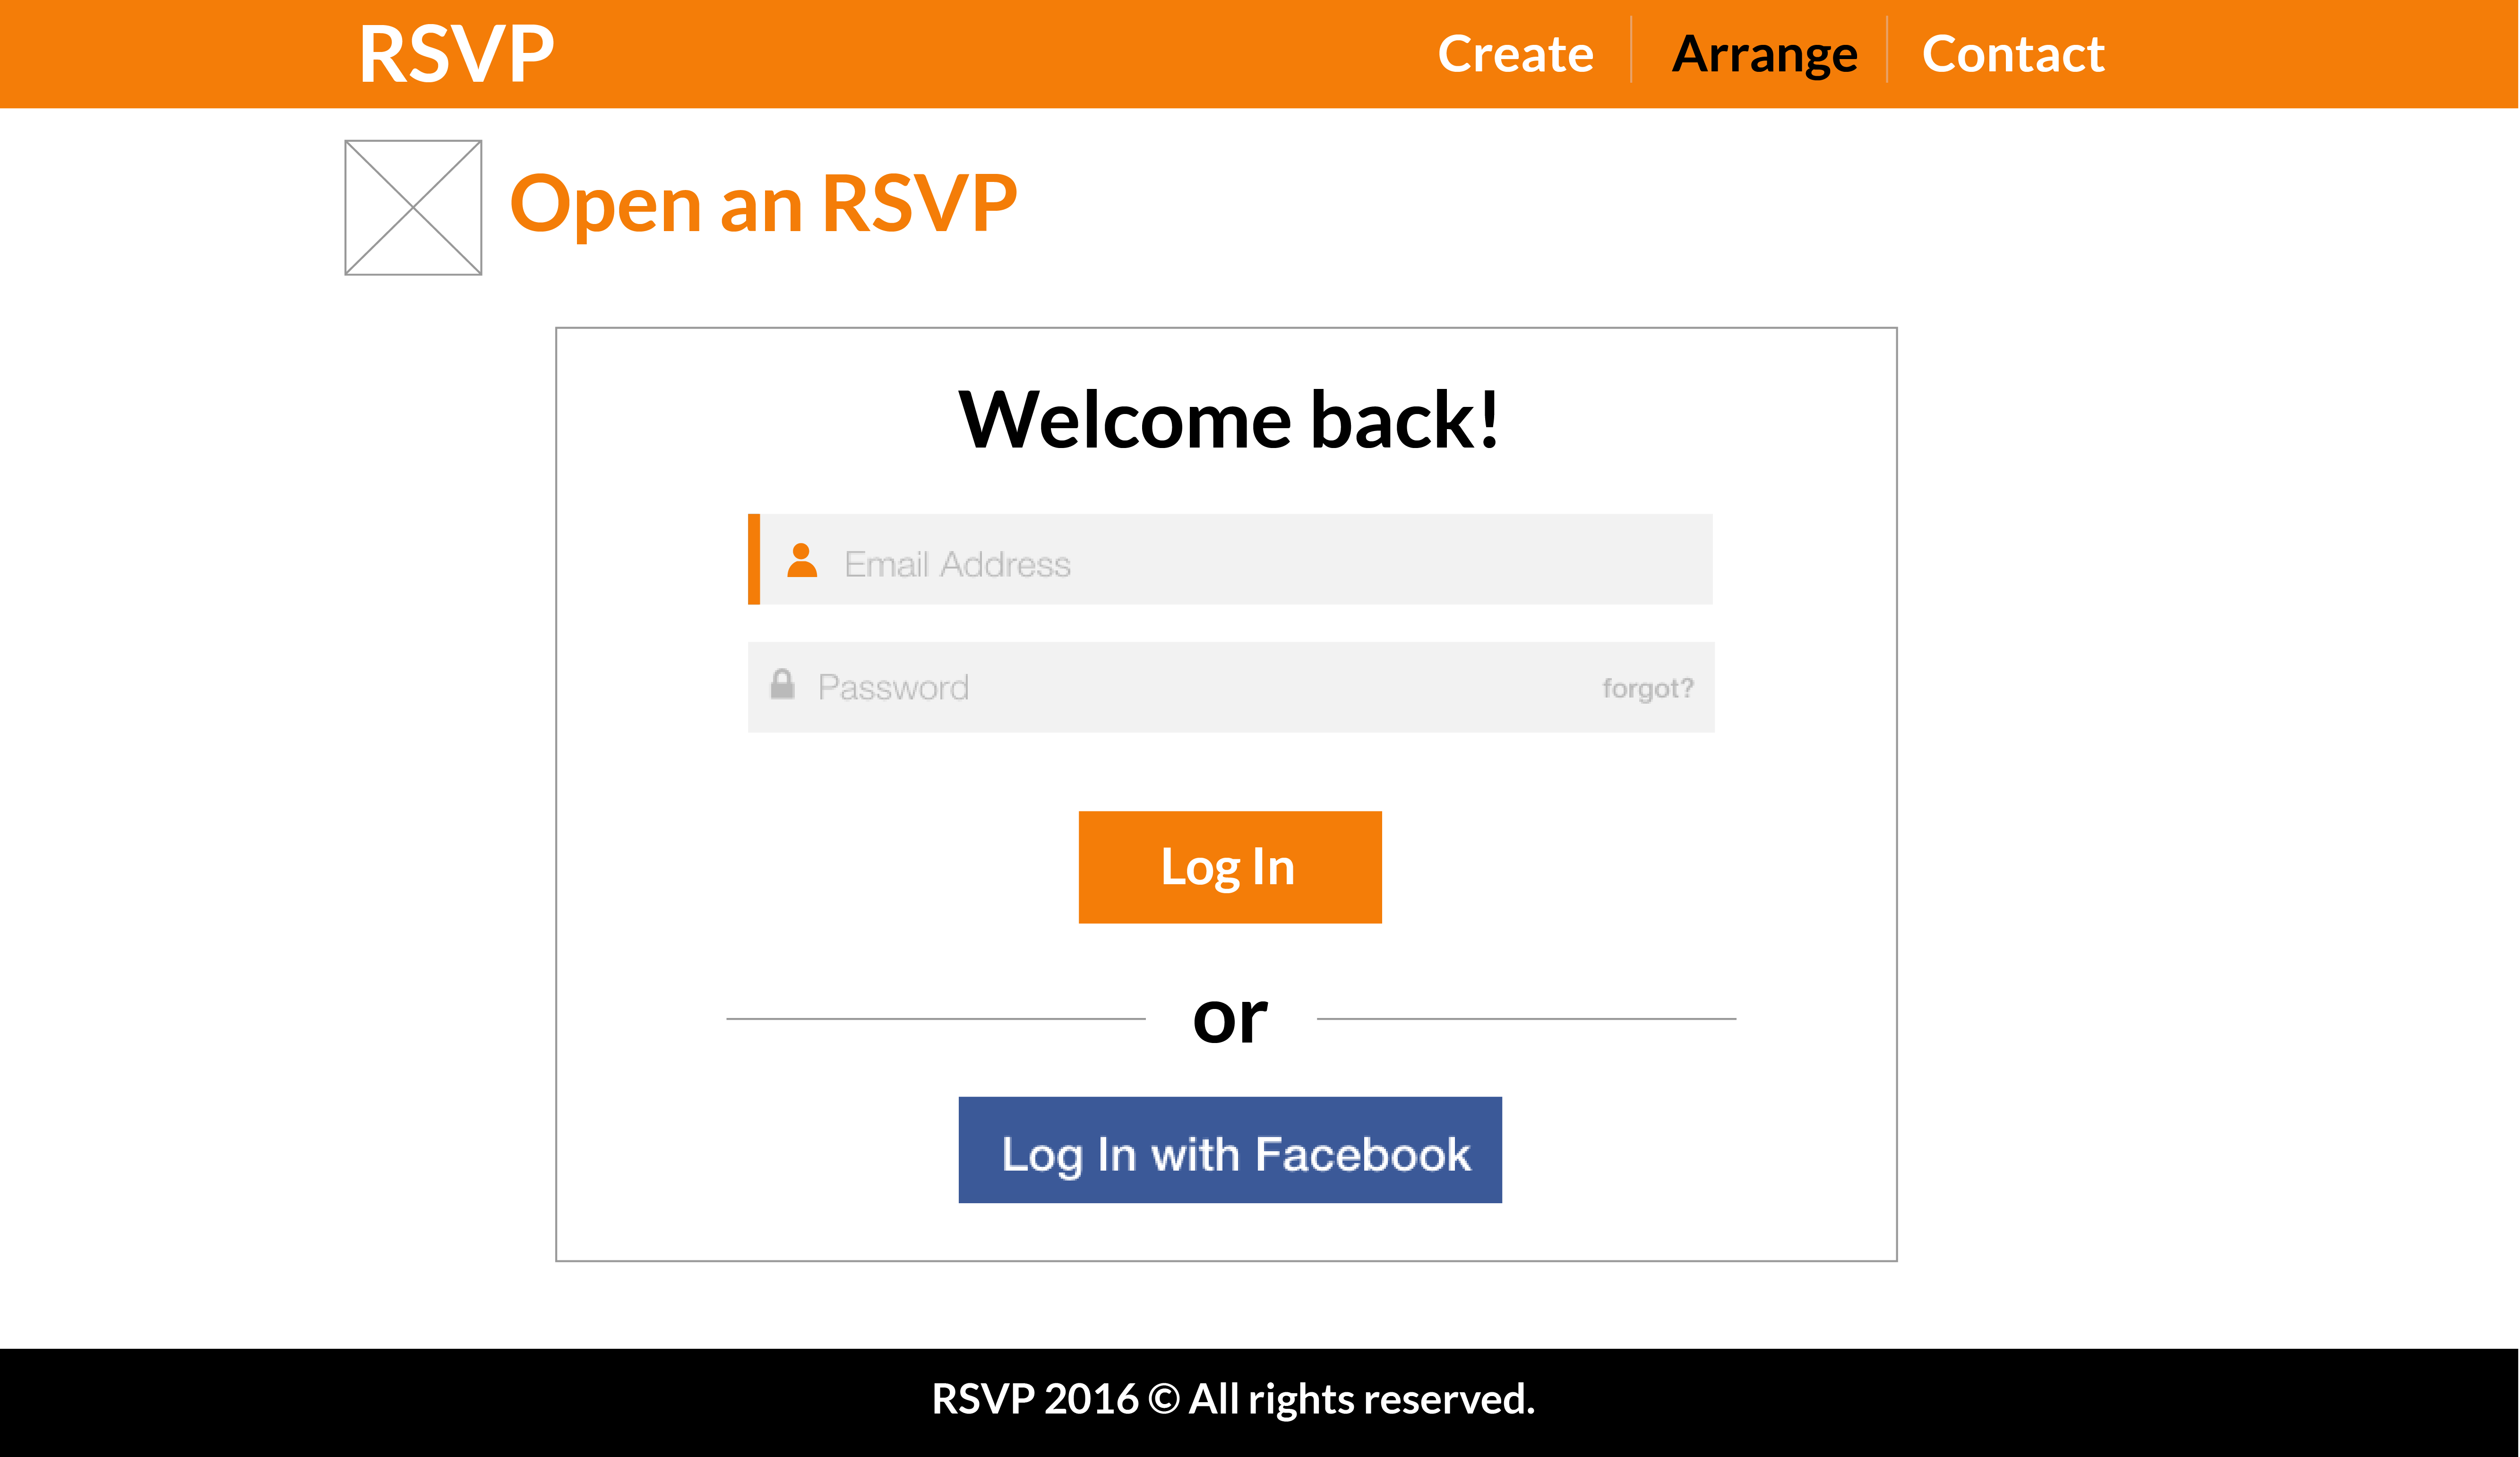 RSVP
Create
Arrange
Contact
Open an RSVP
Welcome back!
Email Address
Password
forgot?
Log In
or
Log In with Facebook
RSVP 2016 © All rights reserved.